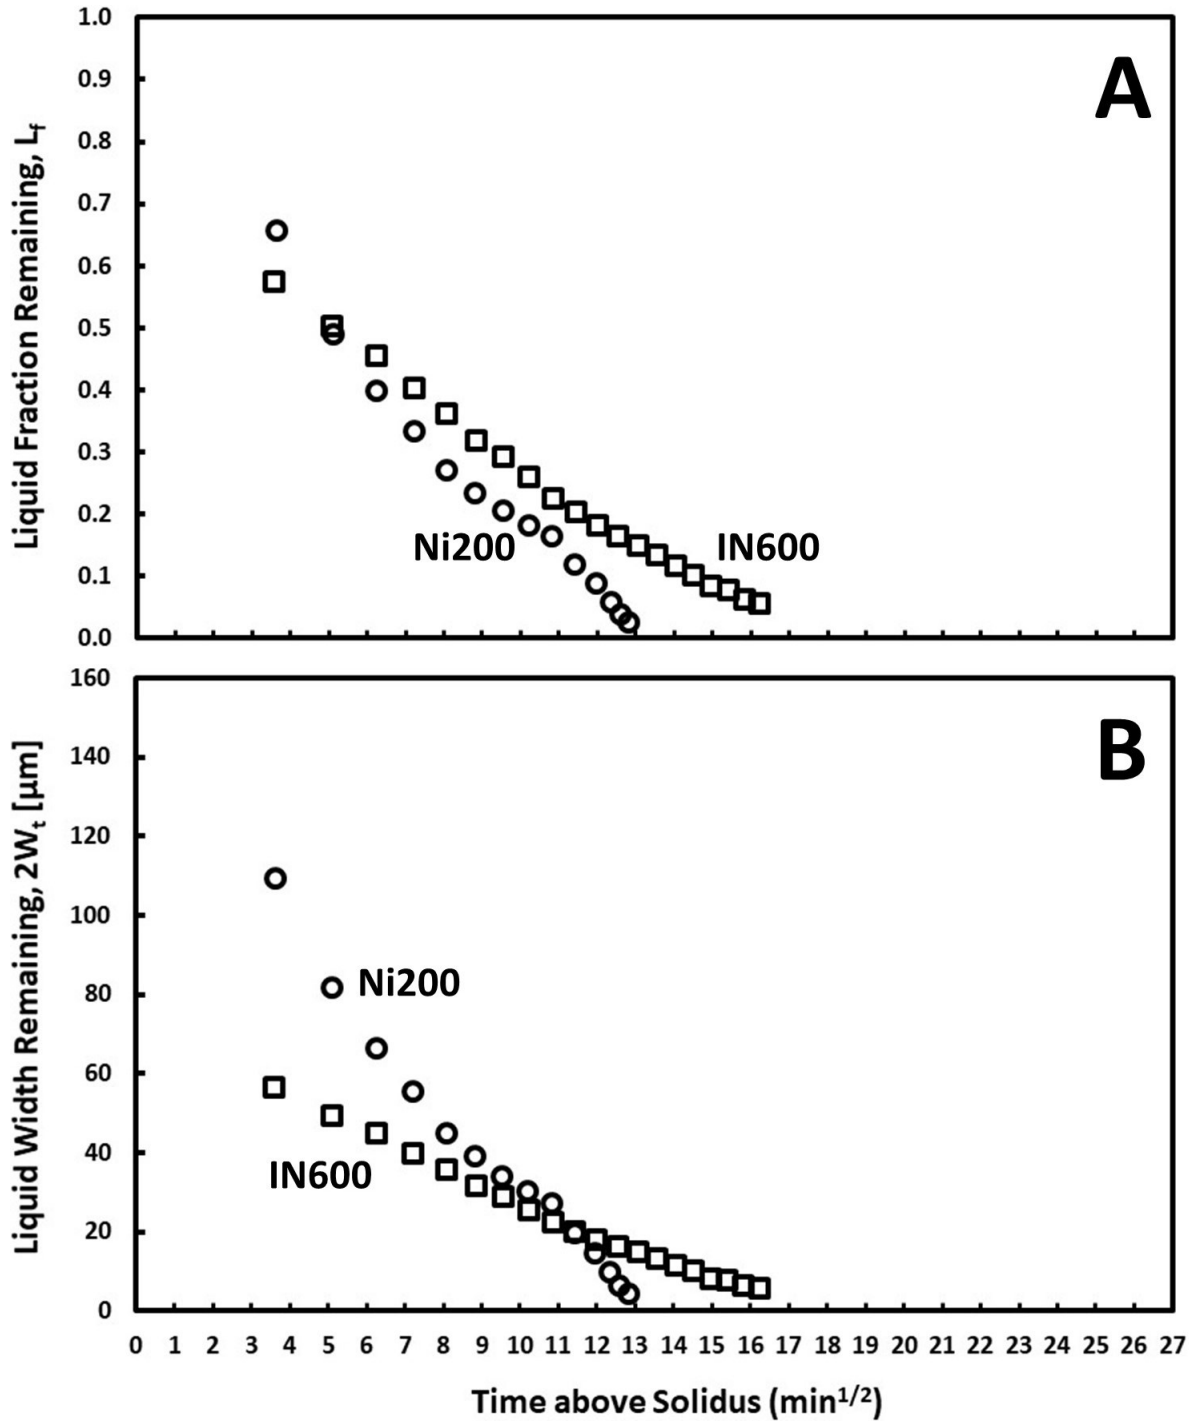 A
Liquid Fraction Remaining, Lf
1.0
0.9
0.8
0.7
0.6
0.5
0.4
0.3
0.2
0.1
0.0
Ni200
IN600
B
Liquid Width Remaining, 2Wt [µm]
160
140
120
100
80
60
40
20
0
Ni200
IN600
0 1 2 3 4 5 6 7 8 9 10 11 12 13 14 15 16 17 18 19 20 21 22 23 24 25 26 27
Time above Solidus (min1/2)